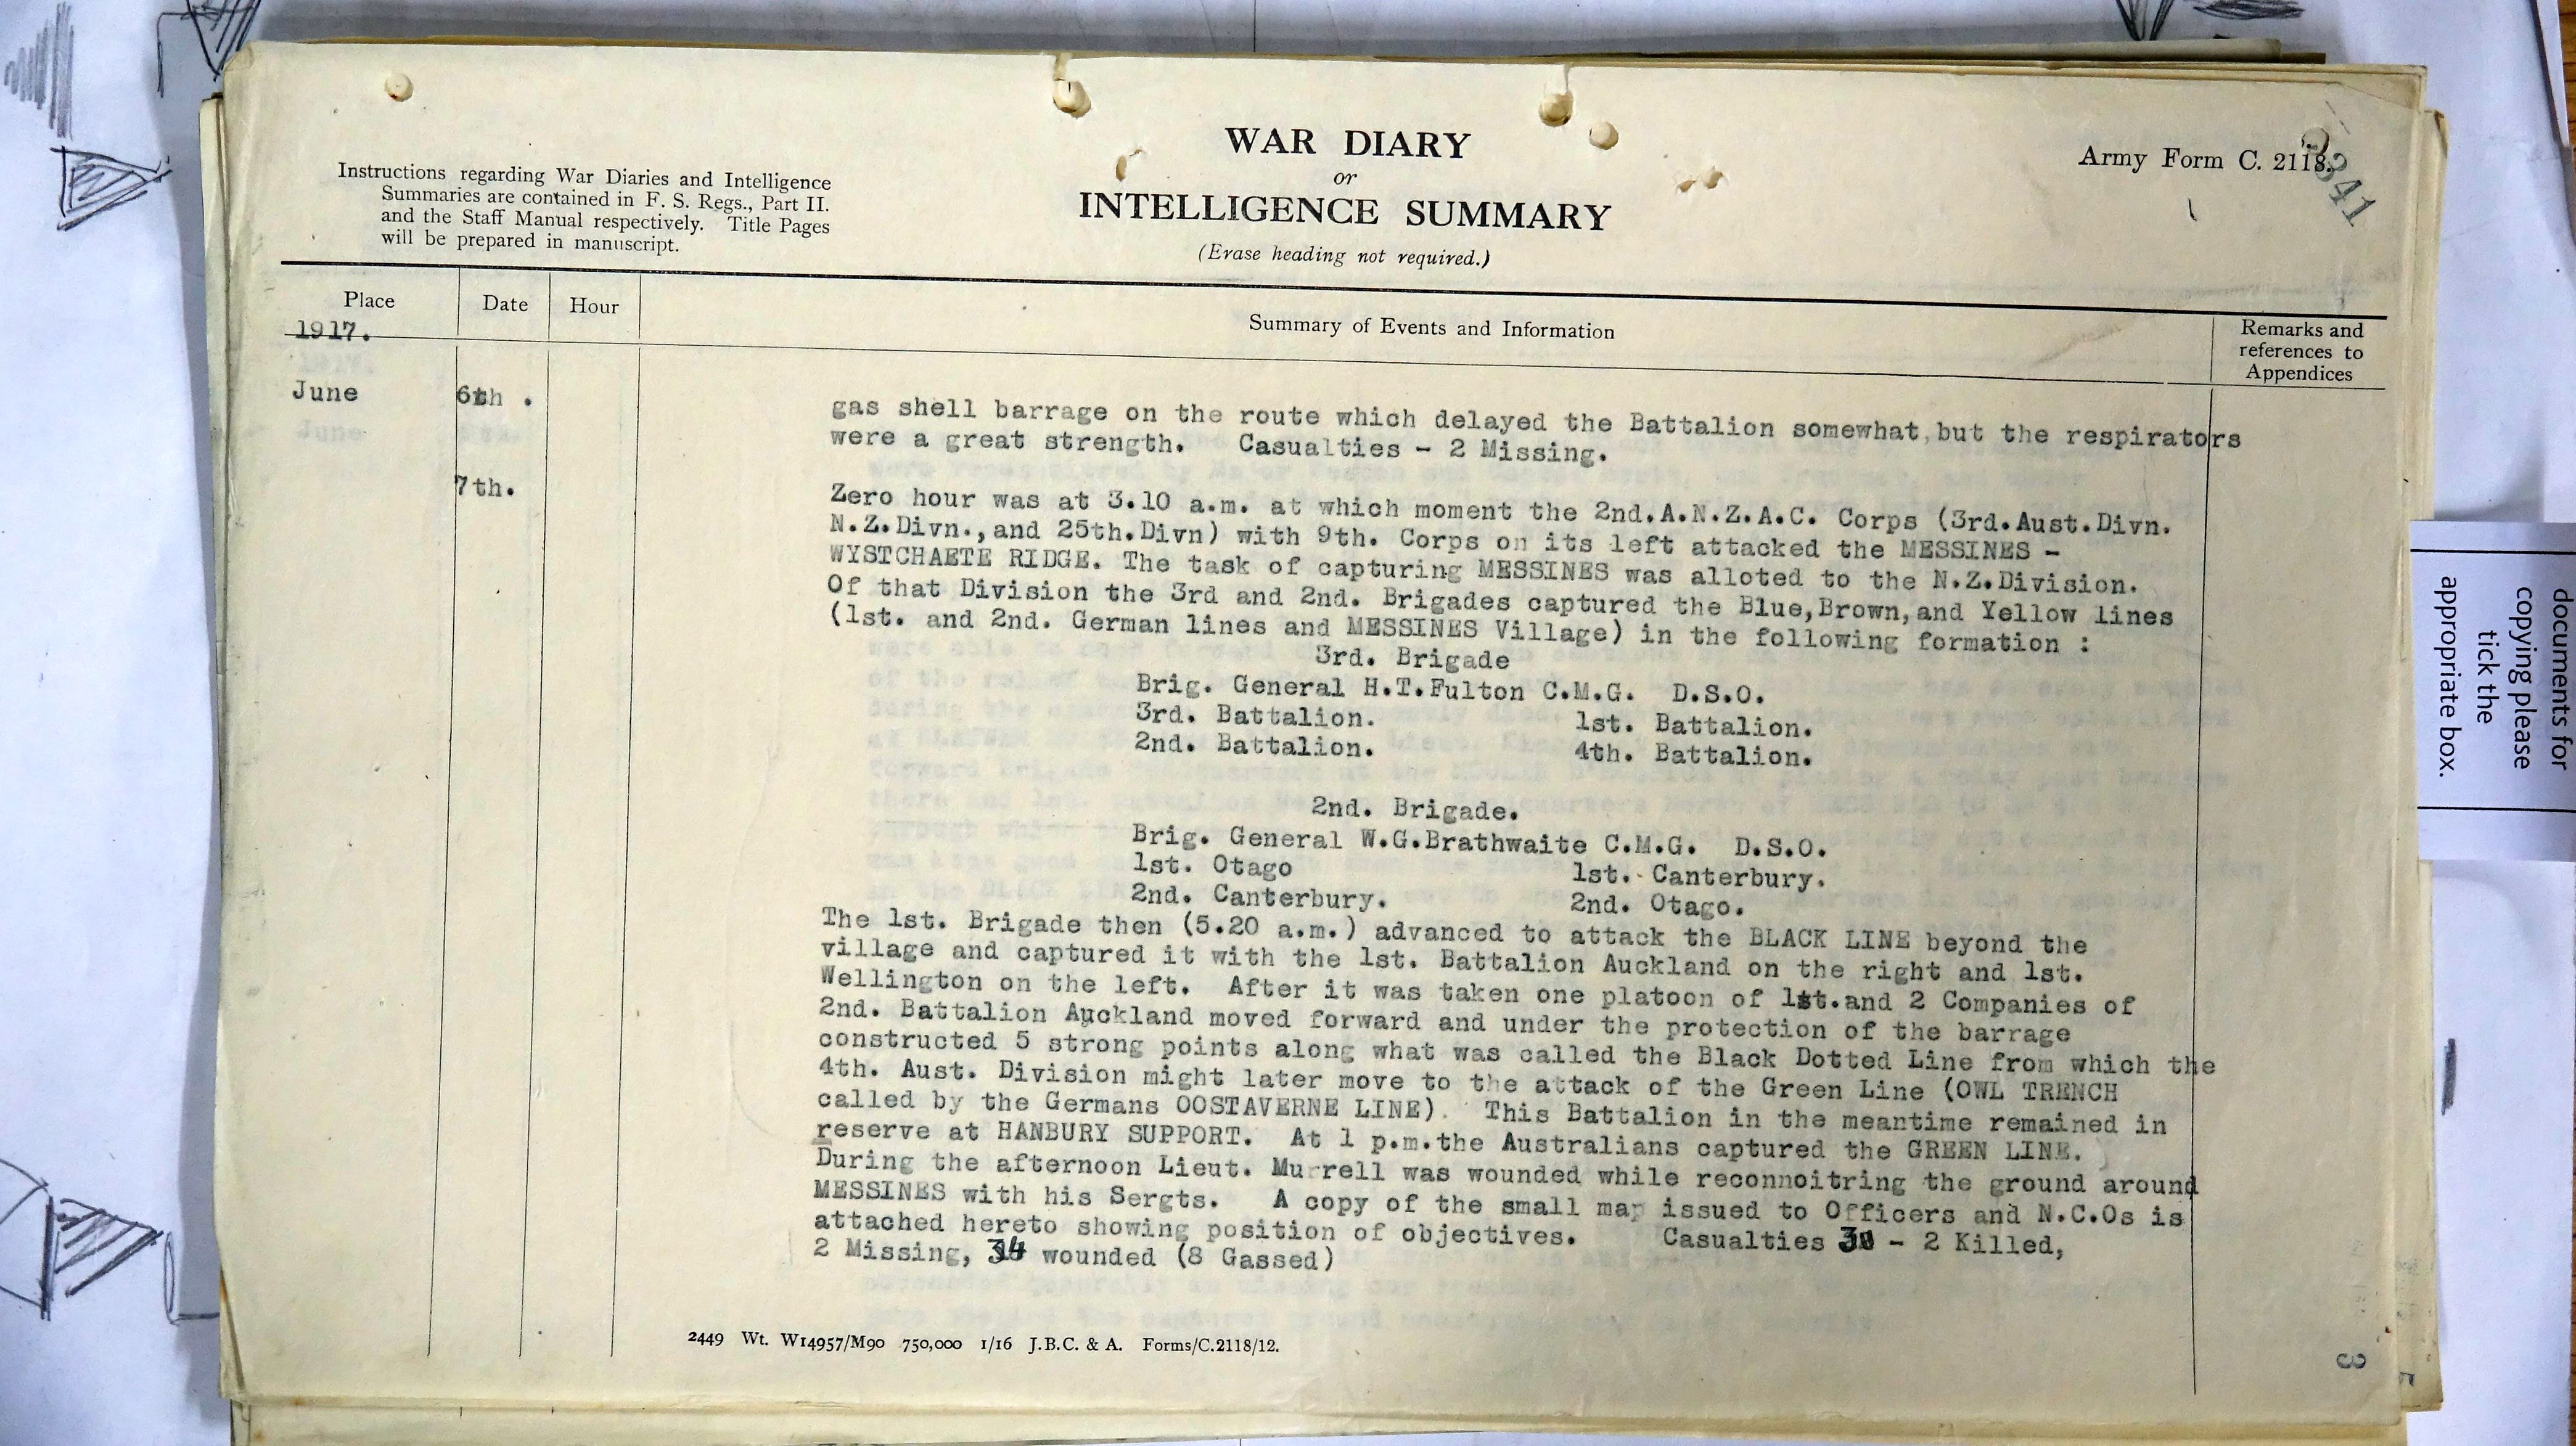 WAR DIARY
or
INTELLIGENCE SUMMARY
(Erase heading not required.)
Army Form C. 2118.
Instructions regarding War Diaries and Intelligence
Summaries are contained in F. S. Regs., Part II.
and the Staff Manual respectively. Title Pages
will be prepared in manuscript.
Place Date Hour Summary of Events and Information Remarks and
references to
Appendices
1917.
June 6th .
gas shell barrage on the route which delayed the Battalion somewhat,but the respirators
were a great strength. Casualties - 2 Missing.
7th.
Zero hour was at 3.10 a.m. at which moment the 2nd.A.N.Z.A.C. Corps (3rd.Aust.Divn.
N.Z.Divn.,and 25th.Divn) with 9th. Corps on its left attacked the MESSINES -
WYSTCHAETE RIDGE. The task of capturing MESSINES was alloted to the N.Z.Division.
Of that Division the 3rd and 2nd. Brigades captured the Blue,Brown,and Yellow lines
(1st. and 2nd. German lines and MESSINES Village) in the following formation :
3rd. Brigade
Brig. General H.T.Fulton C.M.G. D.S.O.
3rd. Battalion. 1st. Battalion.
2nd. Battalion. 4th. Battalion.
2nd. Brigade.
Brig. General W.G.Brathwaite C.M.G. D.S.O.
1st. Otago 1st. Canterbury.
2nd. Canterbury. 2nd. Otago.
The 1st. Brigade then (5.20 a.m.) advanced to attack the BLACK LINE beyond the
village and captured it with the 1st. Battalion Auckland on the right and 1st.
Wellington on the left. After it was taken one platoon of 1st.and 2 Companies of
2nd. Battalion Auckland moved forward and under the protection of the barrage
constructed 5 strong points along what was called the Black Dotted Line from which the
4th. Aust. Division might later move to the attack of the Green Line (OWL TRENCH
called by the Germans OOSTAVERNE LINE). This Battalion in the meantime remained in
reserve at HANBURY SUPPORT. At 1 p.m.the Australians captured the GREEN LINE.
During the afternoon Lieut. Murrell was wounded while reconnoitring the ground around
MESSINES with his Sergts. A copy of the small map issued to Officers and N.C.Os is
attached hereto showing position of objectives. Casualties - 2 Killed,
2 Missing, 34 wounded (8 Gassed)
2449 Wt. W14957/M90 750,000 1/16 J.B.C. & A. Forms/C.2118/12.
3
documents for
copying please
tick the
appropriate box.